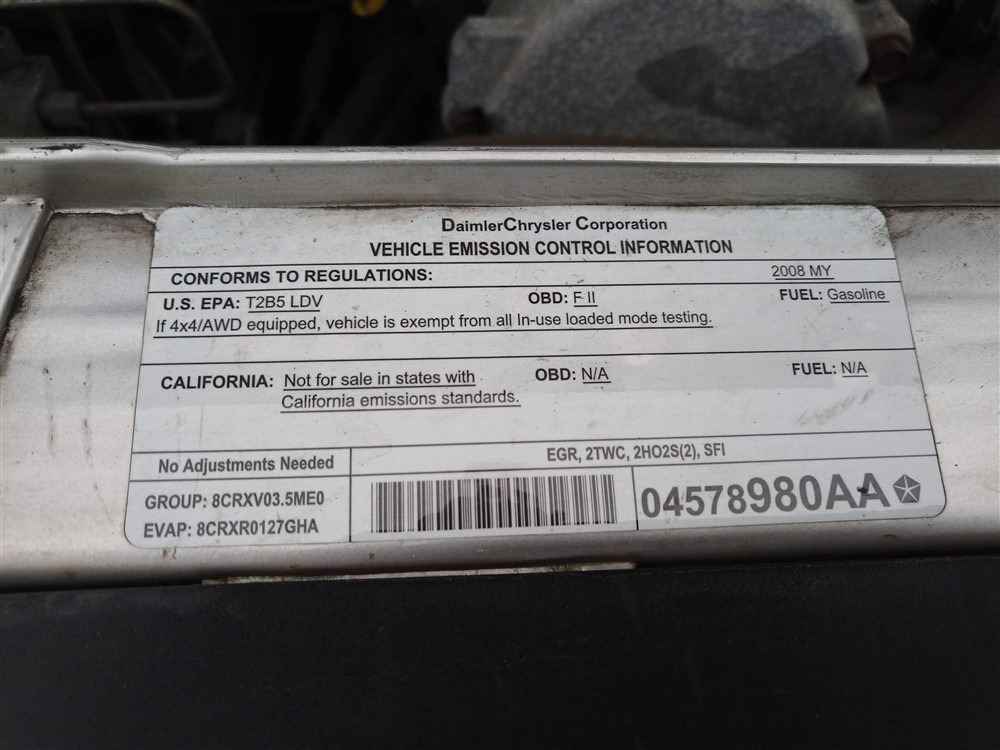 DaimlerChrysler Corporation
VEHICLE EMISSION CONTROL INFORMATION
CONFORMS TO REGULATIONS: 2008 MY
U.S. EPA: T2B5 LDV OBD: F II FUEL: Gasoline
If 4x4/AWD equipped, vehicle is exempt from all In-use loaded mode testing.
CALIFORNIA: Not for sale in states with OBD: N/A FUEL: N/A
California emissions standards.
No Adjustments Needed EGR, 2TWC, 2HO2S(2), SFI
GROUP: 8CRXV03.5ME0
EVAP: 8CRXR0127GHA
04578980AA